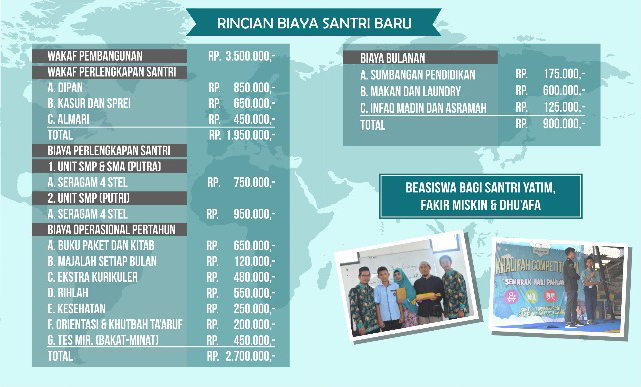 RINCIAN BIAYA SANTRI BARU
WAKAF PEMBANGUNAN RP. 3.500.000,-
WAKAF PERLENGKAPAN SANTRI
A. DIPAN RP. 850.000,-
B. KASUR DAN SPREI RP. 650.000,-
C. ALMARI RP. 450.000,-
TOTAL RP. 1.950.000,-
BIAYA PERLENGKAPAN SANTRI
1. UNIT SMP & SMA (PUTRA)
A. SERAGAM 4 STEL RP. 750.000,-
2. UNIT SMP (PUTRI)
A. SERAGAM 4 STEL RP. 950.000,-
BIAYA OPERASIONAL PERTAHUN
A. BUKU PAKET DAN KITAB RP. 650.000,-
B. MAJALAH SETIAP BULAN RP. 120.000,-
C. EKSTRA KURIKULER RP. 480.000,-
D. RIHLAH RP. 550.000,-
E. KESEHATAN RP. 250.000,-
F. ORIENTASI & KHUTBAH TA'ARUF RP. 200.000,-
G. TES MIR. (BAKAT-MINAT) RP. 450.000,-
TOTAL RP. 2.700.000,-
BIAYA BULANAN
A. SUMBANGAN PENDIDIKAN RP. 175.000,-
B. MAKAN DAN LAUNDRY RP. 600.000,-
C. INFAQ MADIN DAN ASRAMAH RP. 125.000,-
TOTAL RP. 900.000,-
BEASISWA BAGI SANTRI YATIM,
FAKIR MISKIN & DHU'AFA
KHALIFAH COMPETITI
SEMARAK